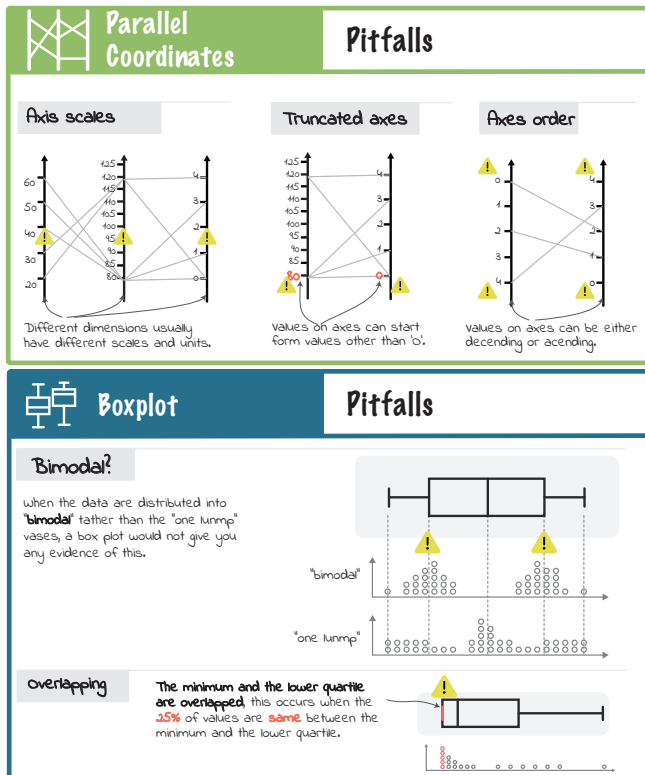 Parallel
Coordinates
Pitfalls
Axis scales
60
50
40
30
20
125
120
115
110
105
100
95
90
85
80
4
3
2
1
0
Different dimensions usually
have different scales and units.
Truncated axes
125
120
115
110
105
100
95
90
85
80
4
3
2
1
0
Values on axes can start
form values other than '0'.
Axes order
0
1
2
3
4
4
3
2
1
0
Values on axes can be either
decending or acending.
Boxplot
Pitfalls
Bimodal?
When the data are distributed into
"bimodal" tather than the "one lunmp"
vases, a box plot would not give you
any evidence of this.
"bimodal"
"one lunmp"
Overlapping
The minimum and the lower quartile
are overlapped, this occurs when the
25% of values are same between the
minimum and the lower quartile.